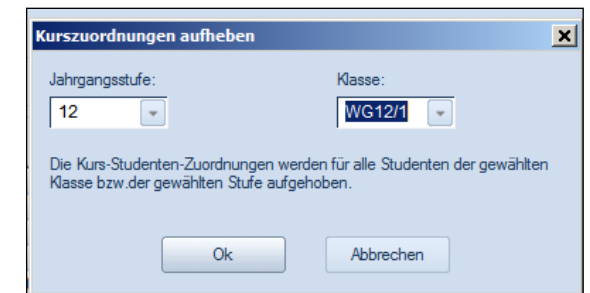 Kurszuordnungen aufheben
Jahrgangsstufe: Klasse:
12 WG12/1
Die Kurs-Studenten-Zuordnungen werden für alle Studenten der gewählten
Klasse bzw.der gewählten Stufe aufgehoben.
Ok Abbrechen